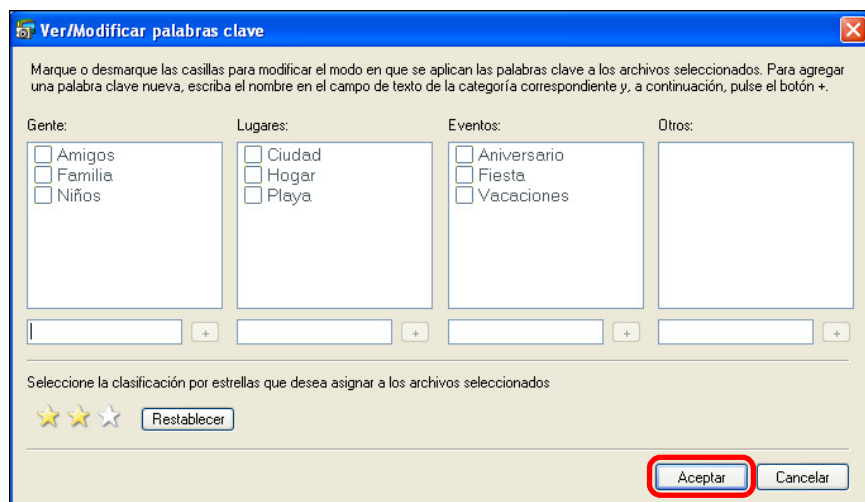 Ver/Modificar palabras clave
Marque o desmarque las casillas para modificar el modo en que se aplican las palabras clave a los archivos seleccionados. Para agregar
una palabra clave nueva, escriba el nombre en el campo de texto de la categoría correspondiente y, a continuación, pulse el botón +.
Gente:
Amigos
Familia
Niños
+
Lugares:
Ciudad
Hogar
Playa
+
Eventos:
Aniversario
Fiesta
Vacaciones
+
Otros:
+
Seleccione la clasificación por estrellas que desea asignar a los archivos seleccionados
Restablecer
Aceptar
Cancelar